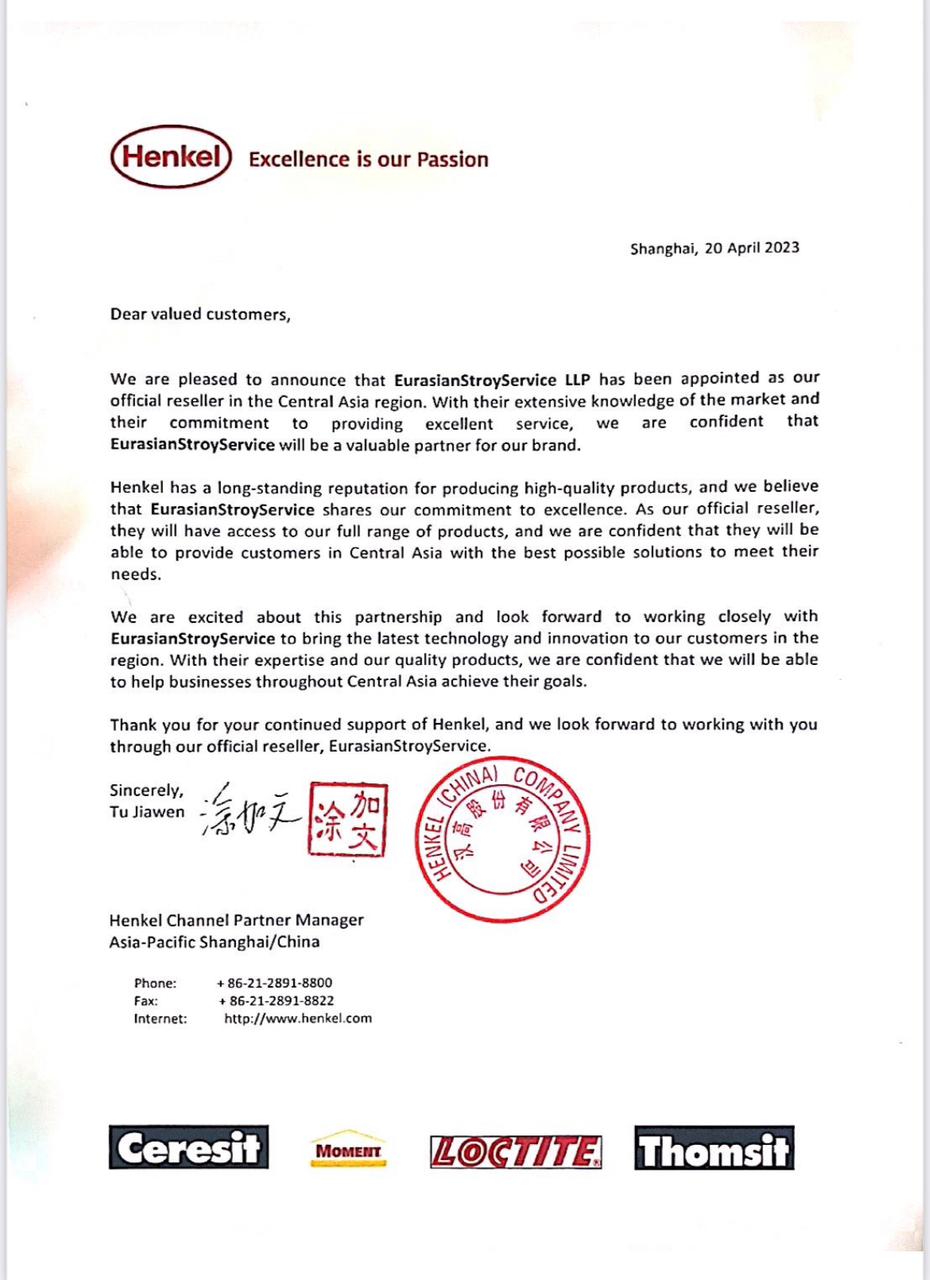 Henkel Excellence is our Passion
Shanghai, 20 April 2023
Dear valued customers,
We are pleased to announce that EurasianStroyService LLP has been appointed as our
official reseller in the Central Asia region. With their extensive knowledge of the market and
their commitment to providing excellent service, we are confident that
EurasianStroyService will be a valuable partner for our brand.
Henkel has a long-standing reputation for producing high-quality products, and we believe
that EurasianStroyService shares our commitment to excellence. As our official reseller,
they will have access to our full range of products, and we are confident that they will be
able to provide customers in Central Asia with the best possible solutions to meet their
needs.
We are excited about this partnership and look forward to working closely with
EurasianStroyService to bring the latest technology and innovation to our customers in the
region. With their expertise and our quality products, we are confident that we will be able
to help businesses throughout Central Asia achieve their goals.
Thank you for your continued support of Henkel, and we look forward to working with you
through our official reseller, EurasianStroyService.
Sincerely,
Tu Jiawen
涂加文
加文
涂
HENKEL (CHINA) COMPANY LIMITED
汉高股份有限公司
Henkel Channel Partner Manager
Asia-Pacific Shanghai/China
Phone: + 86-21-2891-8800
Fax: + 86-21-2891-8822
Internet: http://www.henkel.com
Ceresit MOMENT LOCTITE® Thomsit